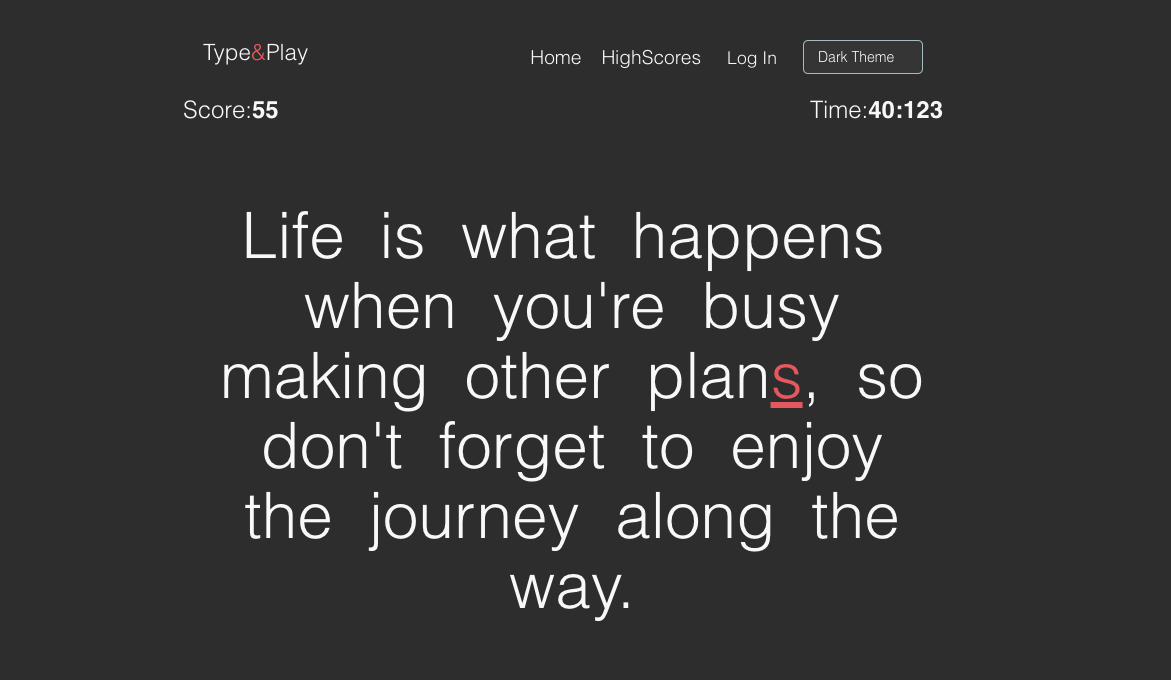 Type&Play
Home HighScores Log In Dark Theme
Score:55 Time:40:123
Life is what happens
when you're busy
making other plans, so
don't forget to enjoy
the journey along the
way.